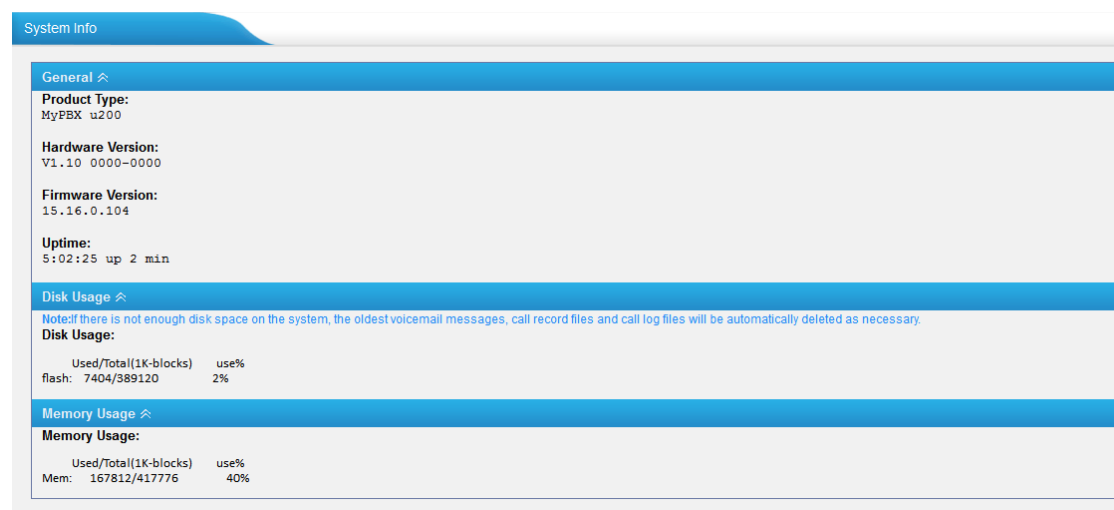 System Info
General
Product Type:
MyPBX u200
Hardware Version:
V1.10 0000-0000
Firmware Version:
15.16.0.104
Uptime:
5:02:25 up 2 min
Disk Usage
Note:If there is not enough disk space on the system, the oldest voicemail messages, call record files and call log files will be automatically deleted as necessary.
Disk Usage:
Used/Total(1K-blocks) use%
flash: 7404/389120 2%
Memory Usage
Memory Usage:
Used/Total(1K-blocks) use%
Mem: 167812/417776 40%